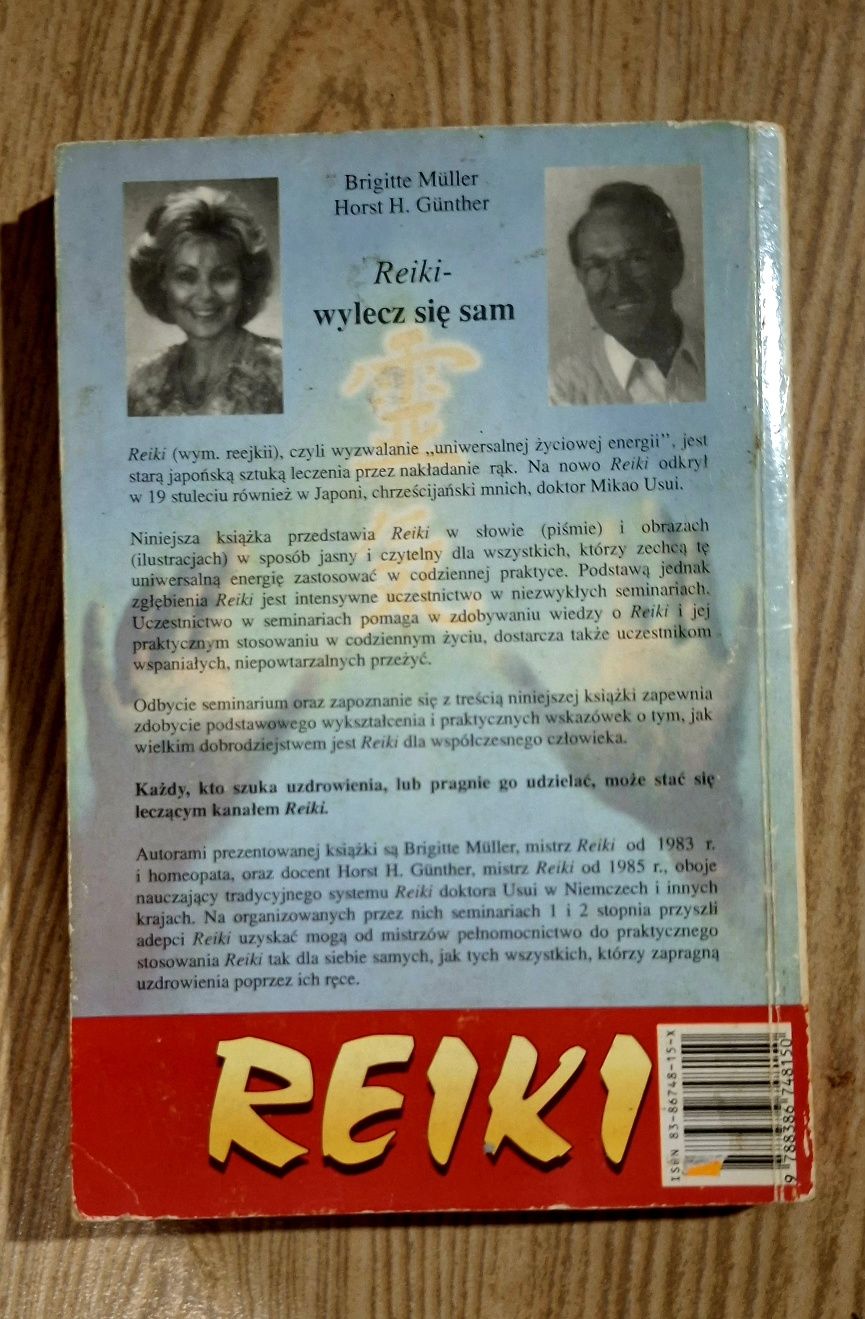 Brigitte Müller
Horst H. Günther
Reiki-
wylecz się sam
靈
氣
Reiki (wym. reejkii), czyli wyzwalanie „uniwersalnej życiowej energii”, jest
starą japońską sztuką leczenia przez nakładanie rąk. Na nowo Reiki odkrył
w 19 stuleciu również w Japoni, chrześcijański mnich, doktor Mikao Usui.
Niniejsza książka przedstawia Reiki w słowie (piśmie) i obrazach
(ilustracjach) w sposób jasny i czytelny dla wszystkich, którzy zechcą tę
uniwersalną energię zastosować w codziennej praktyce. Podstawą jednak
zgłębienia Reiki jest intensywne uczestnictwo w niezwykłych seminariach.
Uczestnictwo w seminariach pomaga w zdobywaniu wiedzy o Reiki i jej
praktycznym stosowaniu w codziennym życiu, dostarcza także uczestnikom
wspaniałych, niepowtarzalnych przeżyć.
Odbycie seminarium oraz zapoznanie się z treścią niniejszej książki zapewnia
zdobycie podstawowego wykształcenia i praktycznych wskazówek o tym, jak
wielkim dobrodziejstwem jest Reiki dla współczesnego człowieka.
Każdy, kto szuka uzdrowienia, lub pragnie go udzielać, może stać się
leczącym kanałem Reiki.
Autorami prezentowanej książki są Brigitte Müller, mistrz Reiki od 1983 r.
i homeopata, oraz docent Horst H. Günther, mistrz Reiki od 1985 r., oboje
nauczający tradycyjnego systemu Reiki doktora Usui w Niemczech i innych
krajach. Na organizowanych przez nich seminariach 1 i 2 stopnia przyszli
adepci Reiki uzyskać mogą od mistrzów pełnomocnictwo do praktycznego
stosowania Reiki tak dla siebie samych, jak tych wszystkich, którzy zapragną
uzdrowienia poprzez ich ręce.
REIKI
ISBN 83-86748-15-X
9 788386 748150